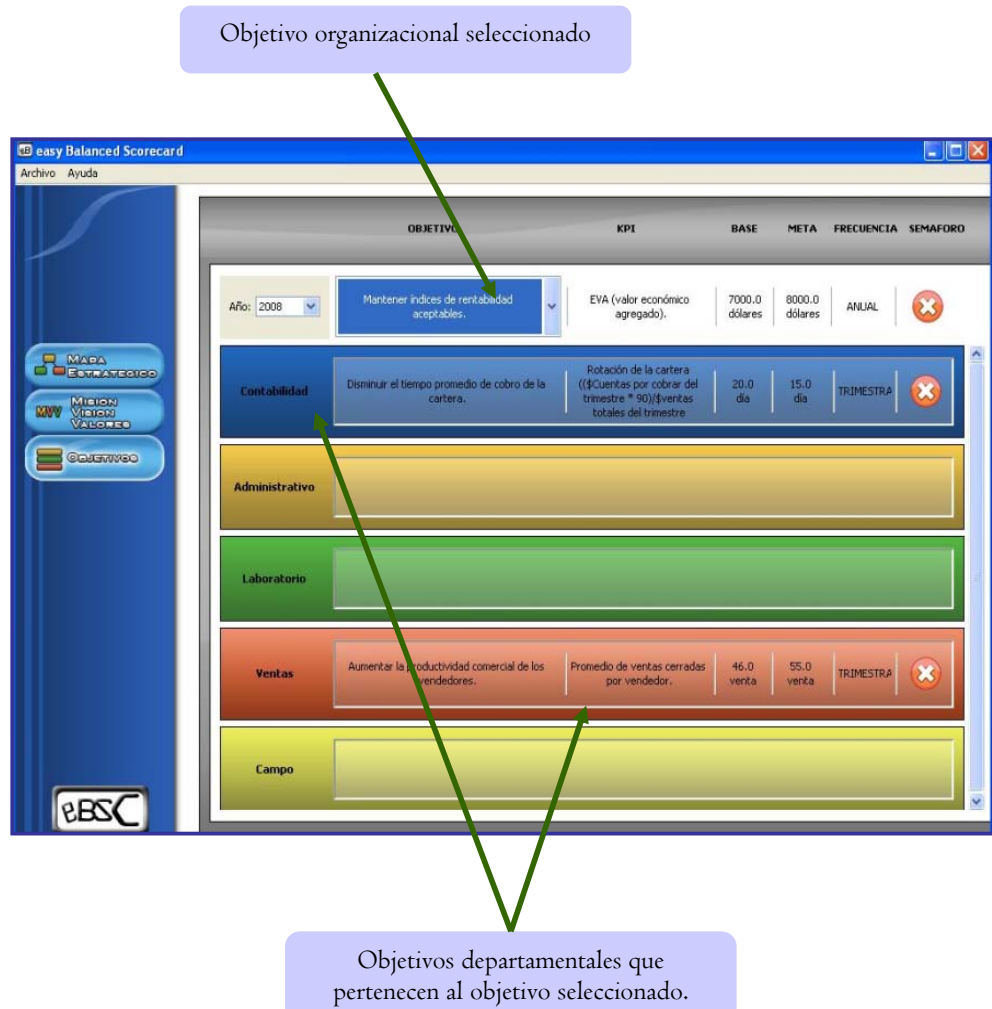 Objetivo organizacional seleccionado
easy Balanced Scorecard
Archivo Ayuda
OBJETIVO KPI BASE META FRECUENCIA SEMAFORO
Año: 2008
Mantener índices de rentabilidad
aceptables.
EVA (valor económico
agregado).
7000.0
dólares
8000.0
dólares
ANUAL
MAPA
ESTRATEGICO
MVV
MISION
VISION
VALORES
OBJETIVOS
Contabilidad
Disminuir el tiempo promedio de cobro de la
cartera.
Rotación de la cartera
(($Cuentas por cobrar del
trimestre * 90)/$ventas
totales del trimestre
20.0
día
15.0
día
TRIMESTRA
Administrativo
Laboratorio
Ventas
Aumentar la productividad comercial de los
vendedores.
Promedio de ventas cerradas
por vendedor.
46.0
venta
55.0
venta
TRIMESTRA
Campo
eBSC
Objetivos departamentales que
pertenecen al objetivo seleccionado.